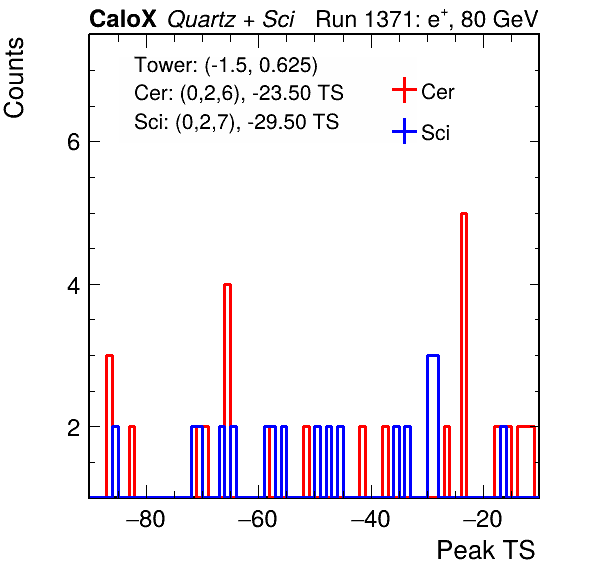 CaloX Quartz + Sci Run 1371: e⁺, 80 GeV
Tower: (-1.5, 0.625)
Cer: (0,2,6), -23.50 TS
Sci: (0,2,7), -29.50 TS
Cer
Sci
Counts
6
4
2
−80 −60 −40 −20
Peak TS